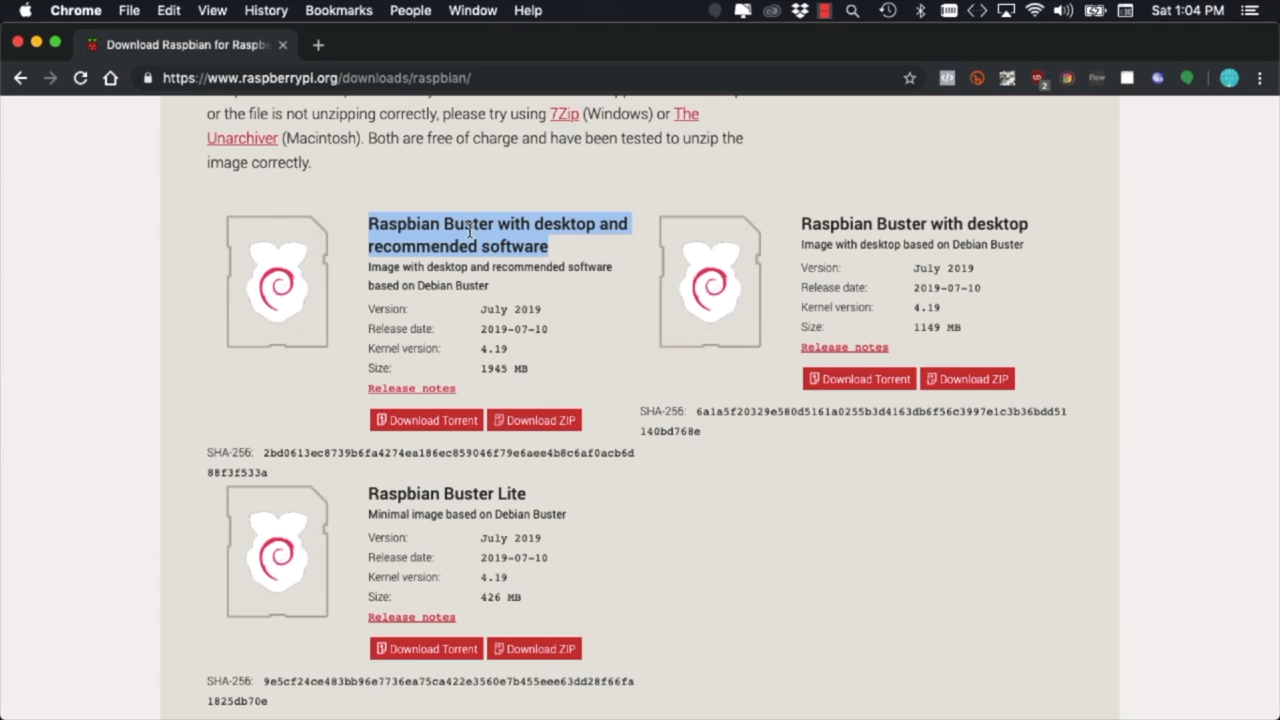 Chrome File Edit View History Bookmarks People Window Help Sat 1:04 PM
Download Raspbian for Raspb
https://www.raspberrypi.org/downloads/raspbian/
or the file is not unzipping correctly, please try using 7Zip (Windows) or The
Unarchiver (Macintosh). Both are free of charge and have been tested to unzip the
image correctly.
Raspbian Buster with desktop and
recommended software
Image with desktop and recommended software
based on Debian Buster
Version: July 2019
Release date: 2019-07-10
Kernel version: 4.19
Size: 1945 MB
Release notes
Download Torrent Download ZIP
SHA-256: 2bd0613ec8739b6fa4274ea186ec859046f79e6aee4b8c6af0acb6d
88f3f533a
Raspbian Buster with desktop
Image with desktop based on Debian Buster
Version: July 2019
Release date: 2019-07-10
Kernel version: 4.19
Size: 1149 MB
Release notes
Download Torrent Download ZIP
SHA-256: 6a1a5f20329e580d5161a0255b3d4163db6f56c3997e1c3b36bdd51
140bd768e
Raspbian Buster Lite
Minimal image based on Debian Buster
Version: July 2019
Release date: 2019-07-10
Kernel version: 4.19
Size: 426 MB
Release notes
Download Torrent Download ZIP
SHA-256: 9e5cf24ce483bb96e7736ea75ca422e3560e7b455eee63dd28f66fa
1825db70e